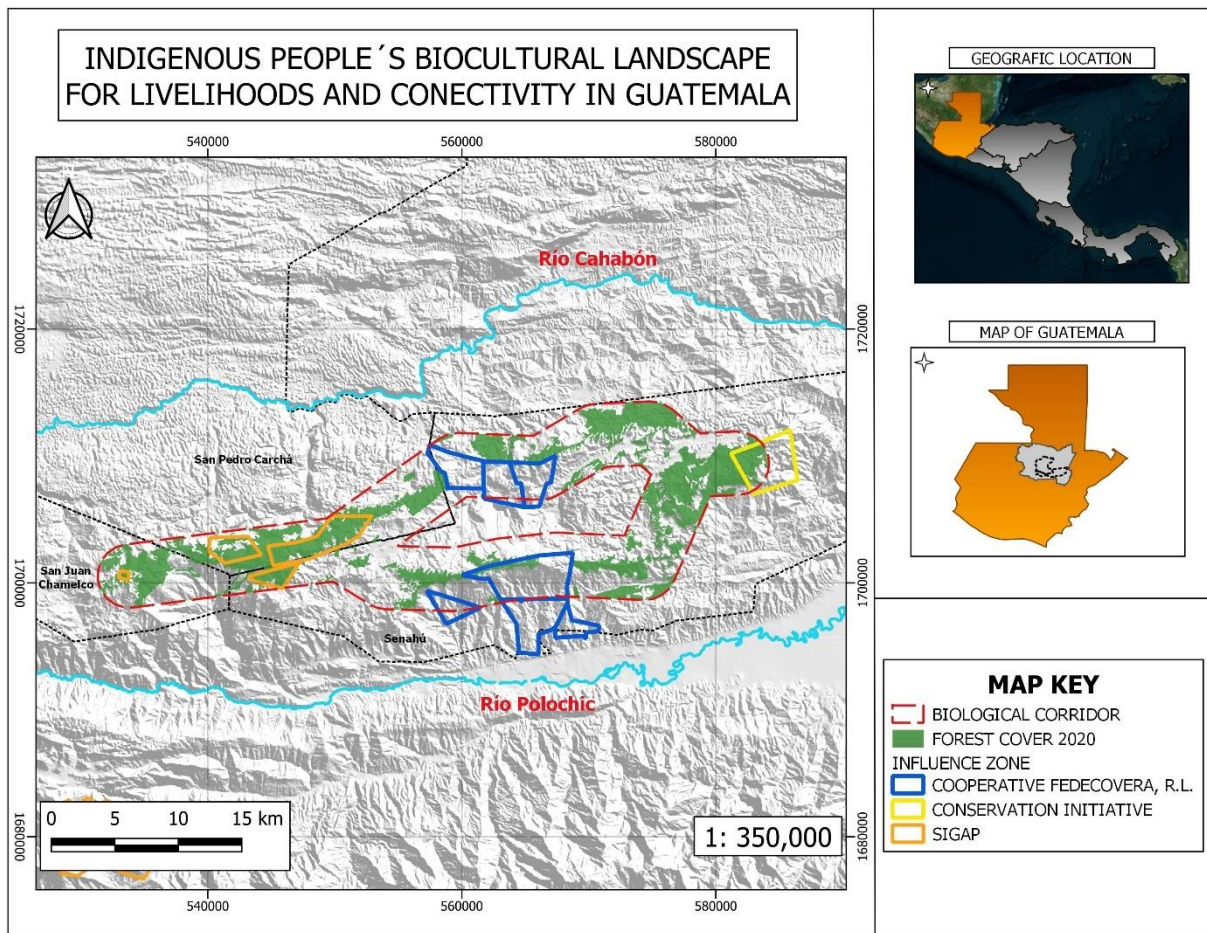 INDIGENOUS PEOPLE´S BIOCULTURAL LANDSCAPE
FOR LIVELIHOODS AND CONECTIVITY IN GUATEMALA
540000
560000
580000
Río Cahabón
1720000
1720000
San Pedro Carchá
San Juan
Chamelco
1700000
1700000
Senahú
Río Polochic
0 5 10 15 km
1: 350,000
1680000
1680000
540000
560000
580000
GEOGRAFIC LOCATION
MAP OF GUATEMALA
MAP KEY
BIOLOGICAL CORRIDOR
FOREST COVER 2020
INFLUENCE ZONE
COOPERATIVE FEDECOVERA, R.L.
CONSERVATION INITIATIVE
SIGAP